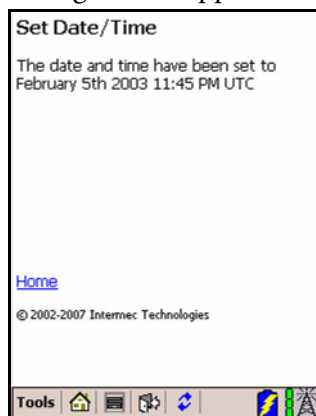 Set Date/Time
The date and time have been set to
February 5th 2003 11:45 PM UTC
Home
© 2002-2007 Intermec Technologies
Tools